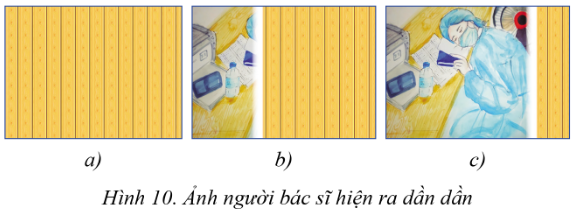 a)
b)
c)
Hình 10. Ảnh người bác sĩ hiện ra dần dần